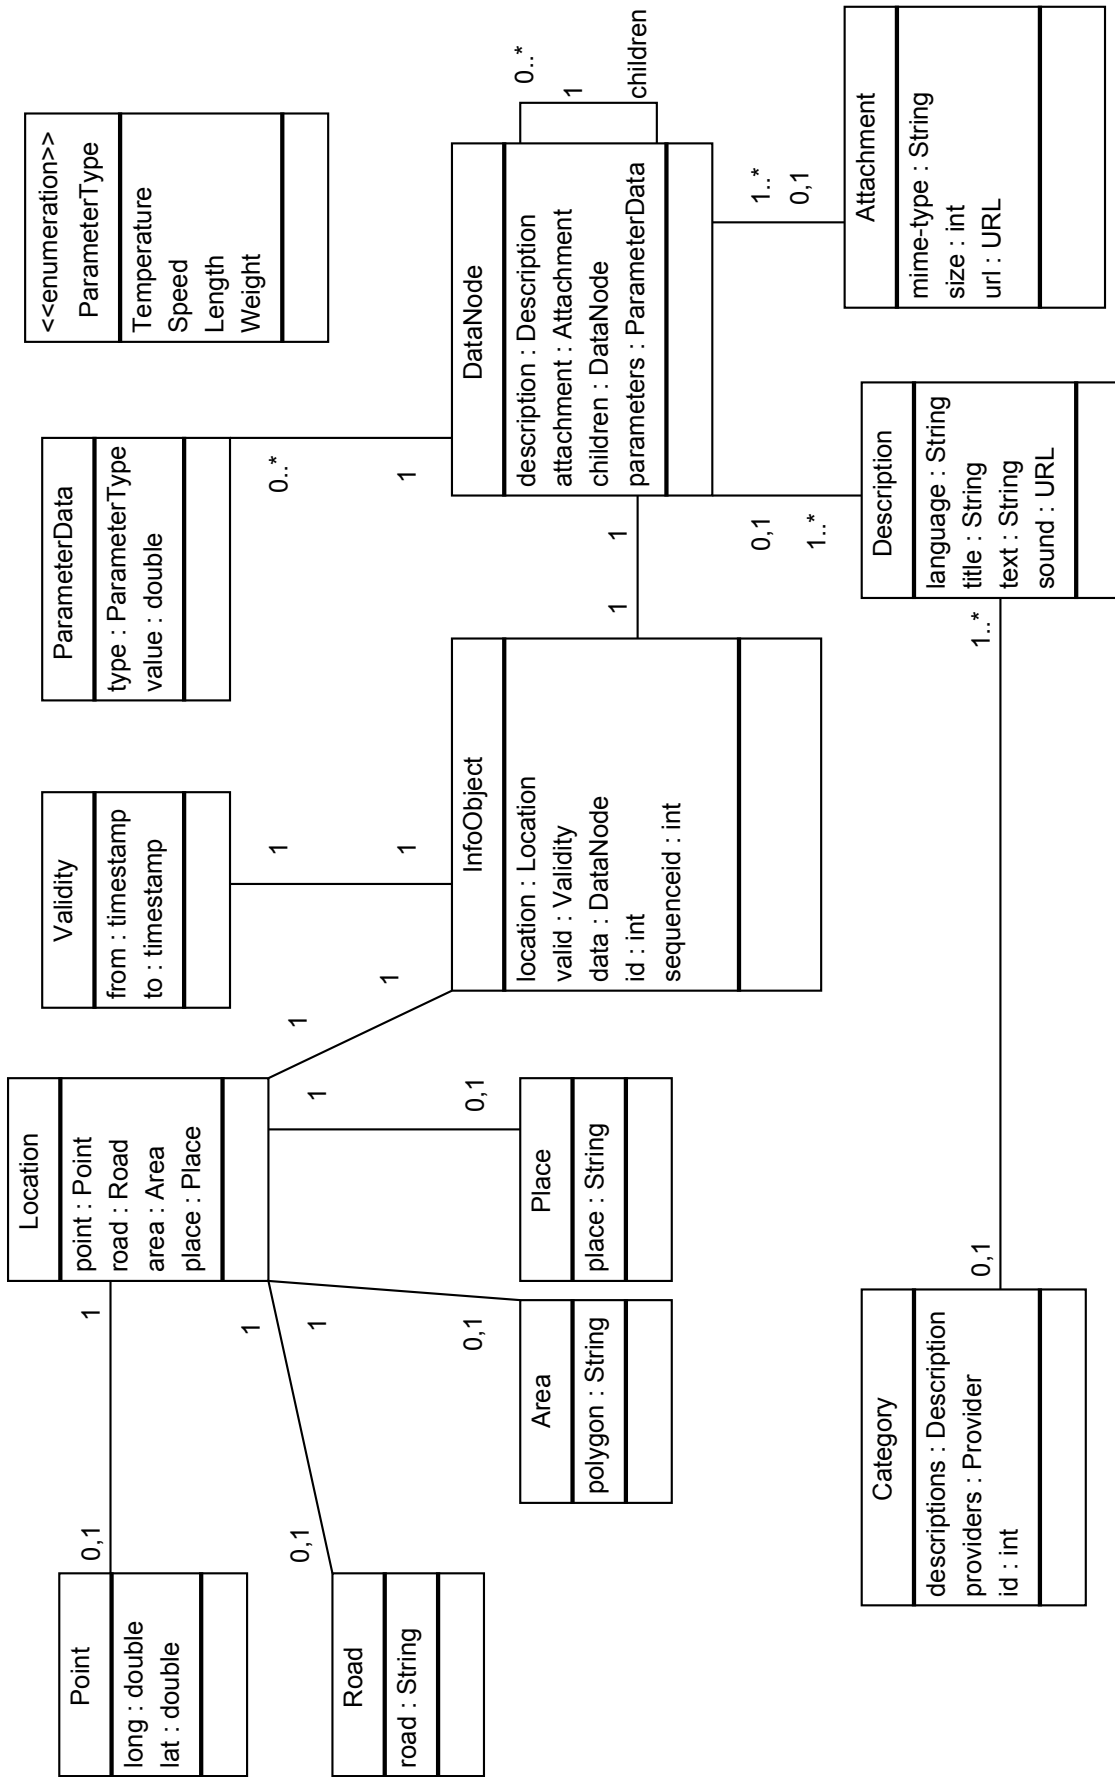 Point
long : double
lat : double
0,1
1
Location
point : Point
road : Road
area : Area
place : Place
Road
road : String
0,1
1
Area
polygon : String
0,1
1
Place
place : String
0,1
1
1
1
Validity
from : timestamp
to : timestamp
1
1
InfoObject
location : Location
valid : Validity
data : DataNode
id : int
sequenceid : int
1
1
ParameterData
type : ParameterType
value : double
0..*
1
<<enumeration>>
ParameterType
Temperature
Speed
Length
Weight
DataNode
description : Description
attachment : Attachment
children : DataNode
parameters : ParameterData
0..*
1
children
0,1
1..*
1..*
0,1
Category
descriptions : Description
providers : Provider
id : int
0,1
1..*
Description
language : String
title : String
text : String
sound : URL
Attachment
mime-type : String
size : int
url : URL